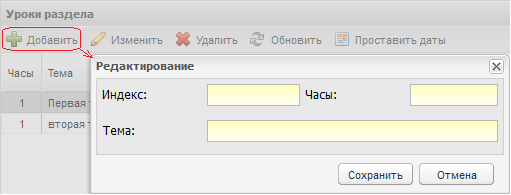 Уроки раздела
Добавить Изменить Удалить Обновить Проставить даты
Часы Тема
1 Первая
1 вторая
Редактирование
Индекс: Часы:
Тема:
Сохранить Отмена